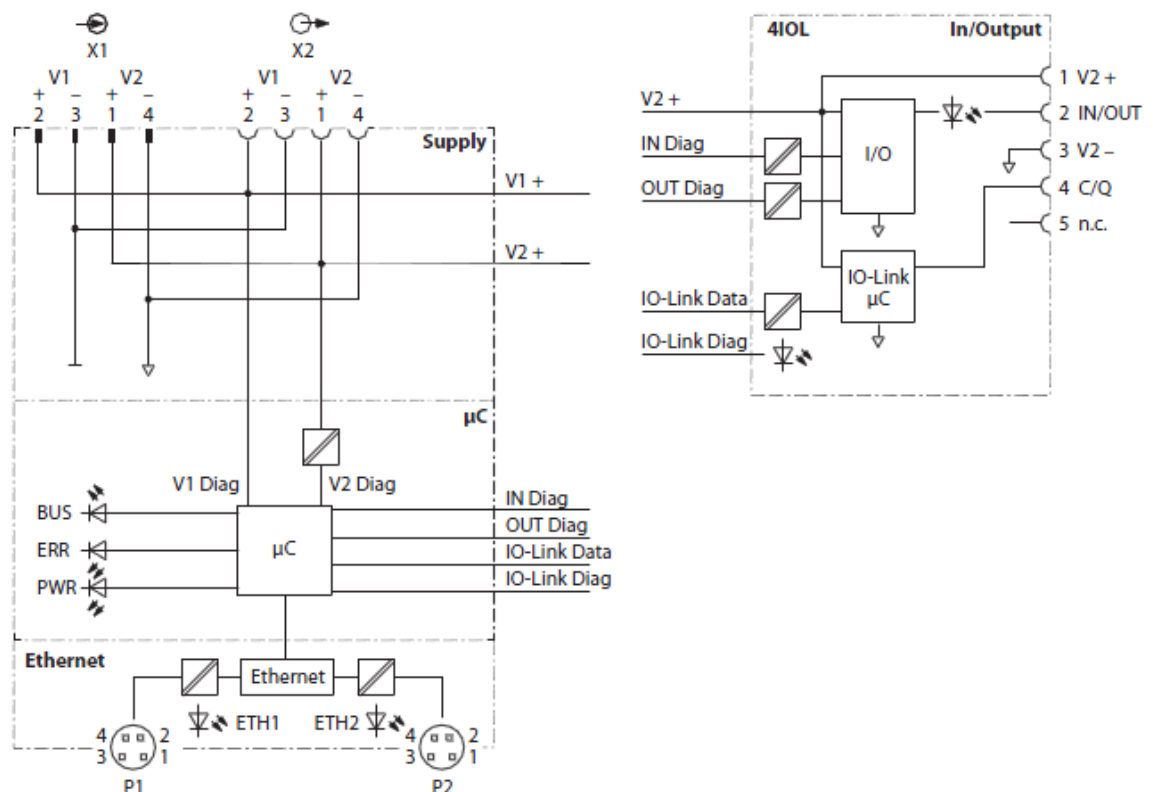 X1 X2
V1 V2 V1 V2
+ – + – + – + –
2 3 1 4 2 3 1 4
Supply
V1 +
V2 +
µC
V1 Diag V2 Diag
BUS
ERR
PWR
µC
IN Diag
OUT Diag
IO-Link Data
IO-Link Diag
Ethernet
Ethernet
ETH1 ETH2
4 2
3 1
P1
4 2
3 1
P2
4IOL In/Output
V2 +
IN Diag
OUT Diag
I/O
IO-Link Data
IO-Link Diag
IO-Link
µC
1 V2 +
2 IN/OUT
3 V2 –
4 C/Q
5 n.c.